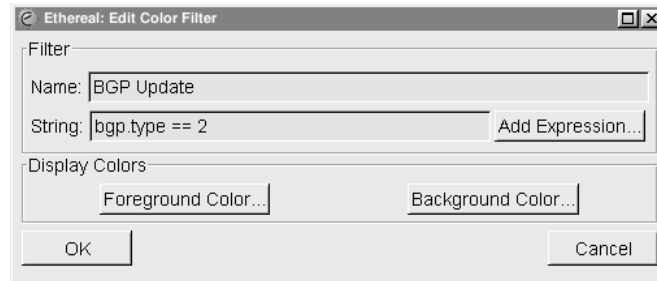 Ethereal: Edit Color Filter
Filter
Name: BGP Update
String: bgp.type == 2 Add Expression...
Display Colors
Foreground Color... Background Color...
OK Cancel